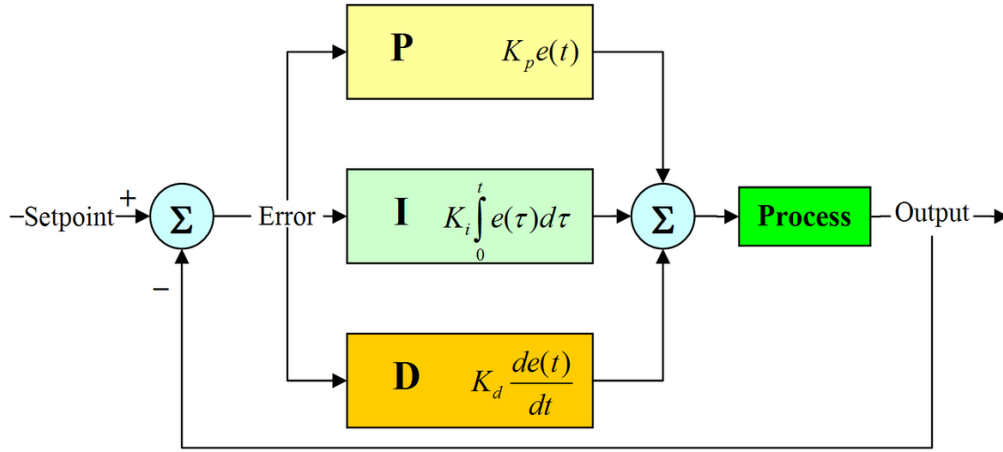 P K_p e(t)
–Setpoint
+
Σ
Error
I K_i ∫_0^t e(τ)dτ
Σ
Process
Output
–
D K_d de(t)/dt